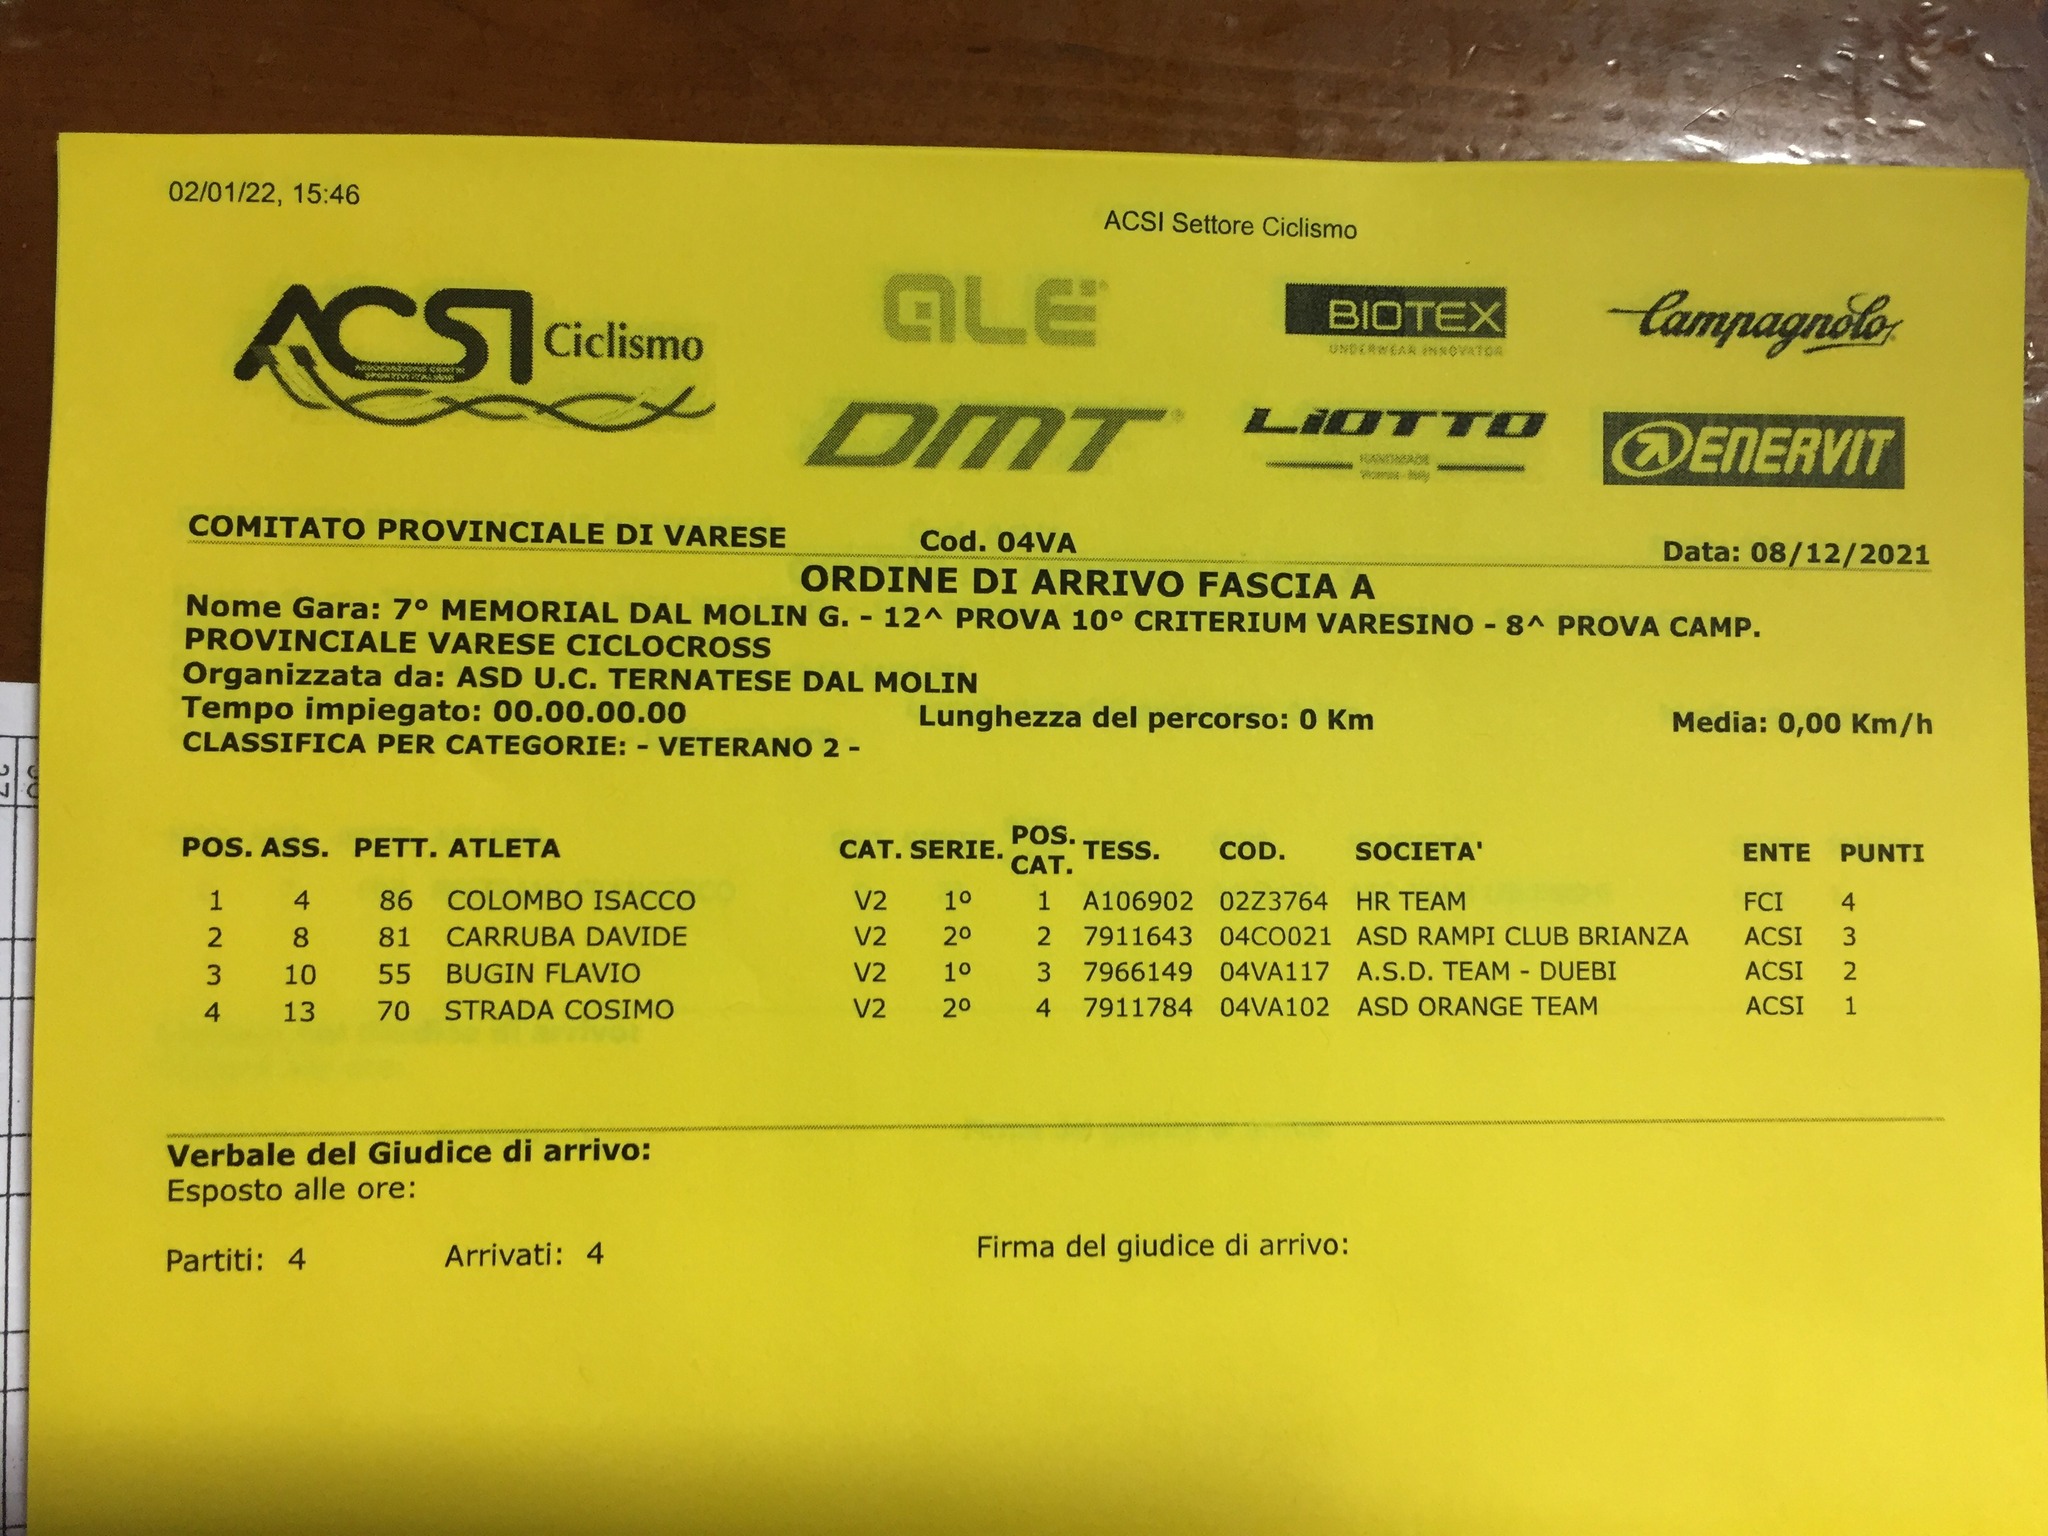 02/01/22, 15:46
ACSI Settore Ciclismo
ACSI Ciclismo
ALÉ
BIOTEX
UNDERWEAR INNOVATOR
Campagnolo
DMT
LIOTTO
HANDMADE
ENERVIT
COMITATO PROVINCIALE DI VARESE Cod. 04VA Data: 08/12/2021
ORDINE DI ARRIVO FASCIA A
Nome Gara: 7° MEMORIAL DAL MOLIN G. - 12^ PROVA 10° CRITERIUM VARESINO - 8^ PROVA CAMP.
PROVINCIALE VARESE CICLOCROSS
Organizzata da: ASD U.C. TERNATESE DAL MOLIN
Tempo impiegato: 00.00.00.00 Lunghezza del percorso: 0 Km Media: 0,00 Km/h
CLASSIFICA PER CATEGORIE: - VETERANO 2 -
POS. ASS. PETT. ATLETA CAT. SERIE. POS. CAT. TESS. COD. SOCIETA' ENTE PUNTI
1 4 86 COLOMBO ISACCO V2 1º 1 A106902 02Z3764 HR TEAM FCI 4
2 8 81 CARRUBA DAVIDE V2 2º 2 7911643 04CO021 ASD RAMPI CLUB BRIANZA ACSI 3
3 10 55 BUGIN FLAVIO V2 1º 3 7966149 04VA117 A.S.D. TEAM - DUEBI ACSI 2
4 13 70 STRADA COSIMO V2 2º 4 7911784 04VA102 ASD ORANGE TEAM ACSI 1
Verbale del Giudice di arrivo:
Esposto alle ore:
Partiti: 4 Arrivati: 4 Firma del giudice di arrivo: